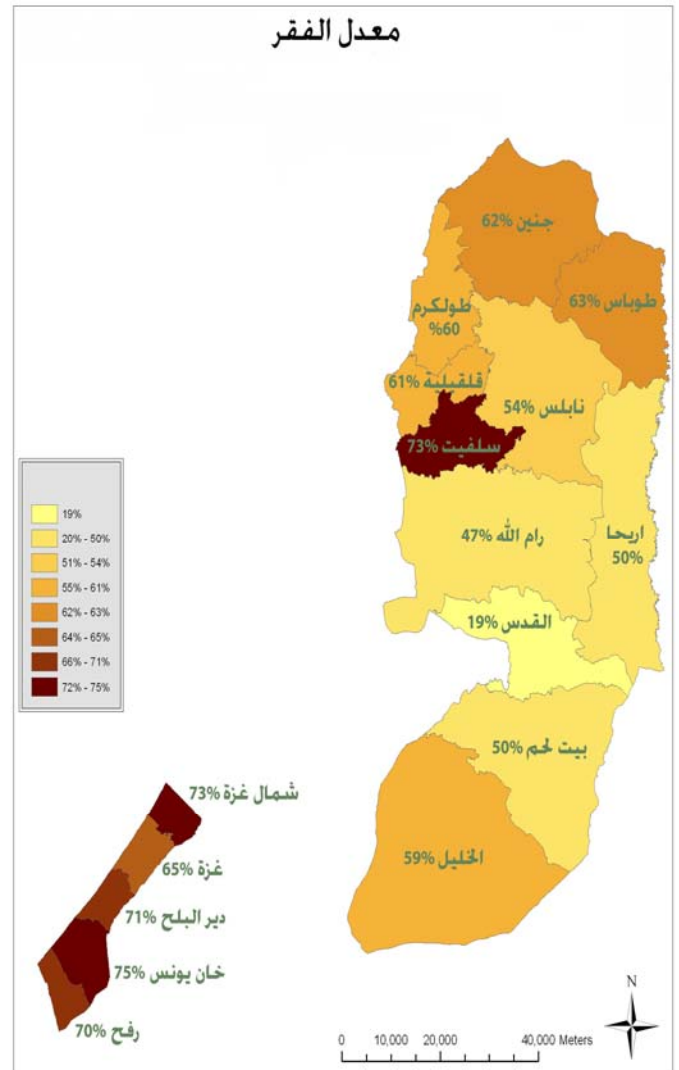 معدل الفقر
جنين 62%
طوباس 63%
طولكرم
%60
قلقيلية 61%
نابلس 54%
سلفيت 73%
اريحا
50%
رام الله 47%
القدس 19%
بيت لحم 50%
الخليل 59%
19%
20% - 50%
51% - 54%
55% - 61%
62% - 63%
64% - 65%
66% - 71%
72% - 75%
شمال غزة 73%
غزة 65%
دير البلح 71%
خان يونس 75%
رفح 70%
N
0 10,000 20,000 40,000 Meters